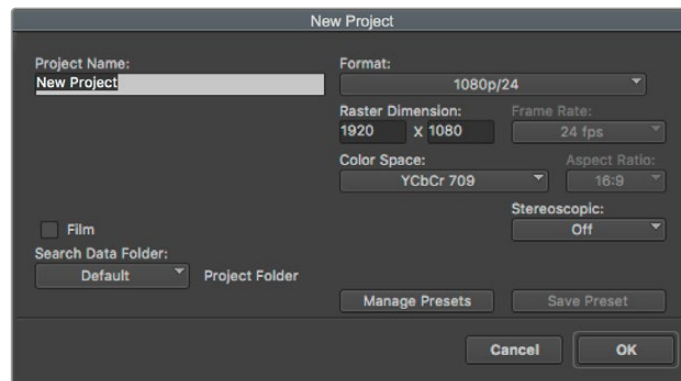 New Project
Project Name:
New Project
Format:
1080p/24
Raster Dimension:
1920 X 1080
Frame Rate:
24 fps
Color Space:
YCbCr 709
Aspect Ratio:
16:9
Stereoscopic:
Off
Film
Search Data Folder:
Default Project Folder
Manage Presets Save Preset
Cancel OK